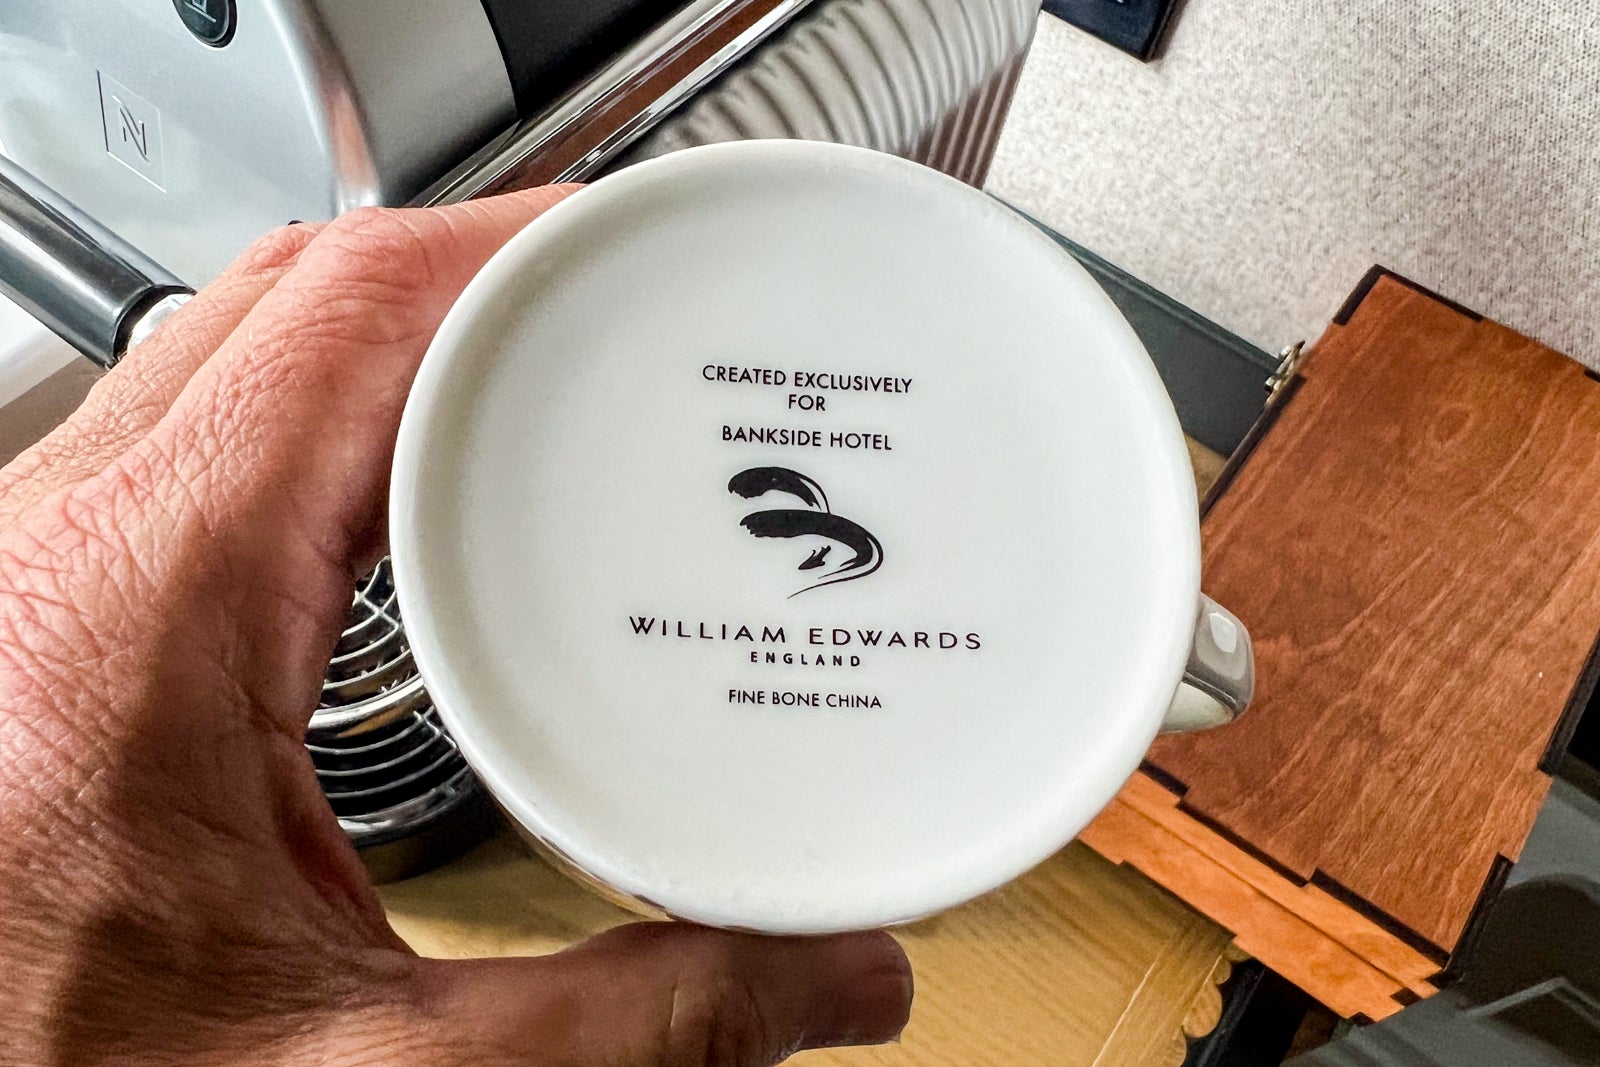 CREATED EXCLUSIVELY
FOR
BANKSIDE HOTEL
WILLIAM EDWARDS
ENGLAND
FINE BONE CHINA